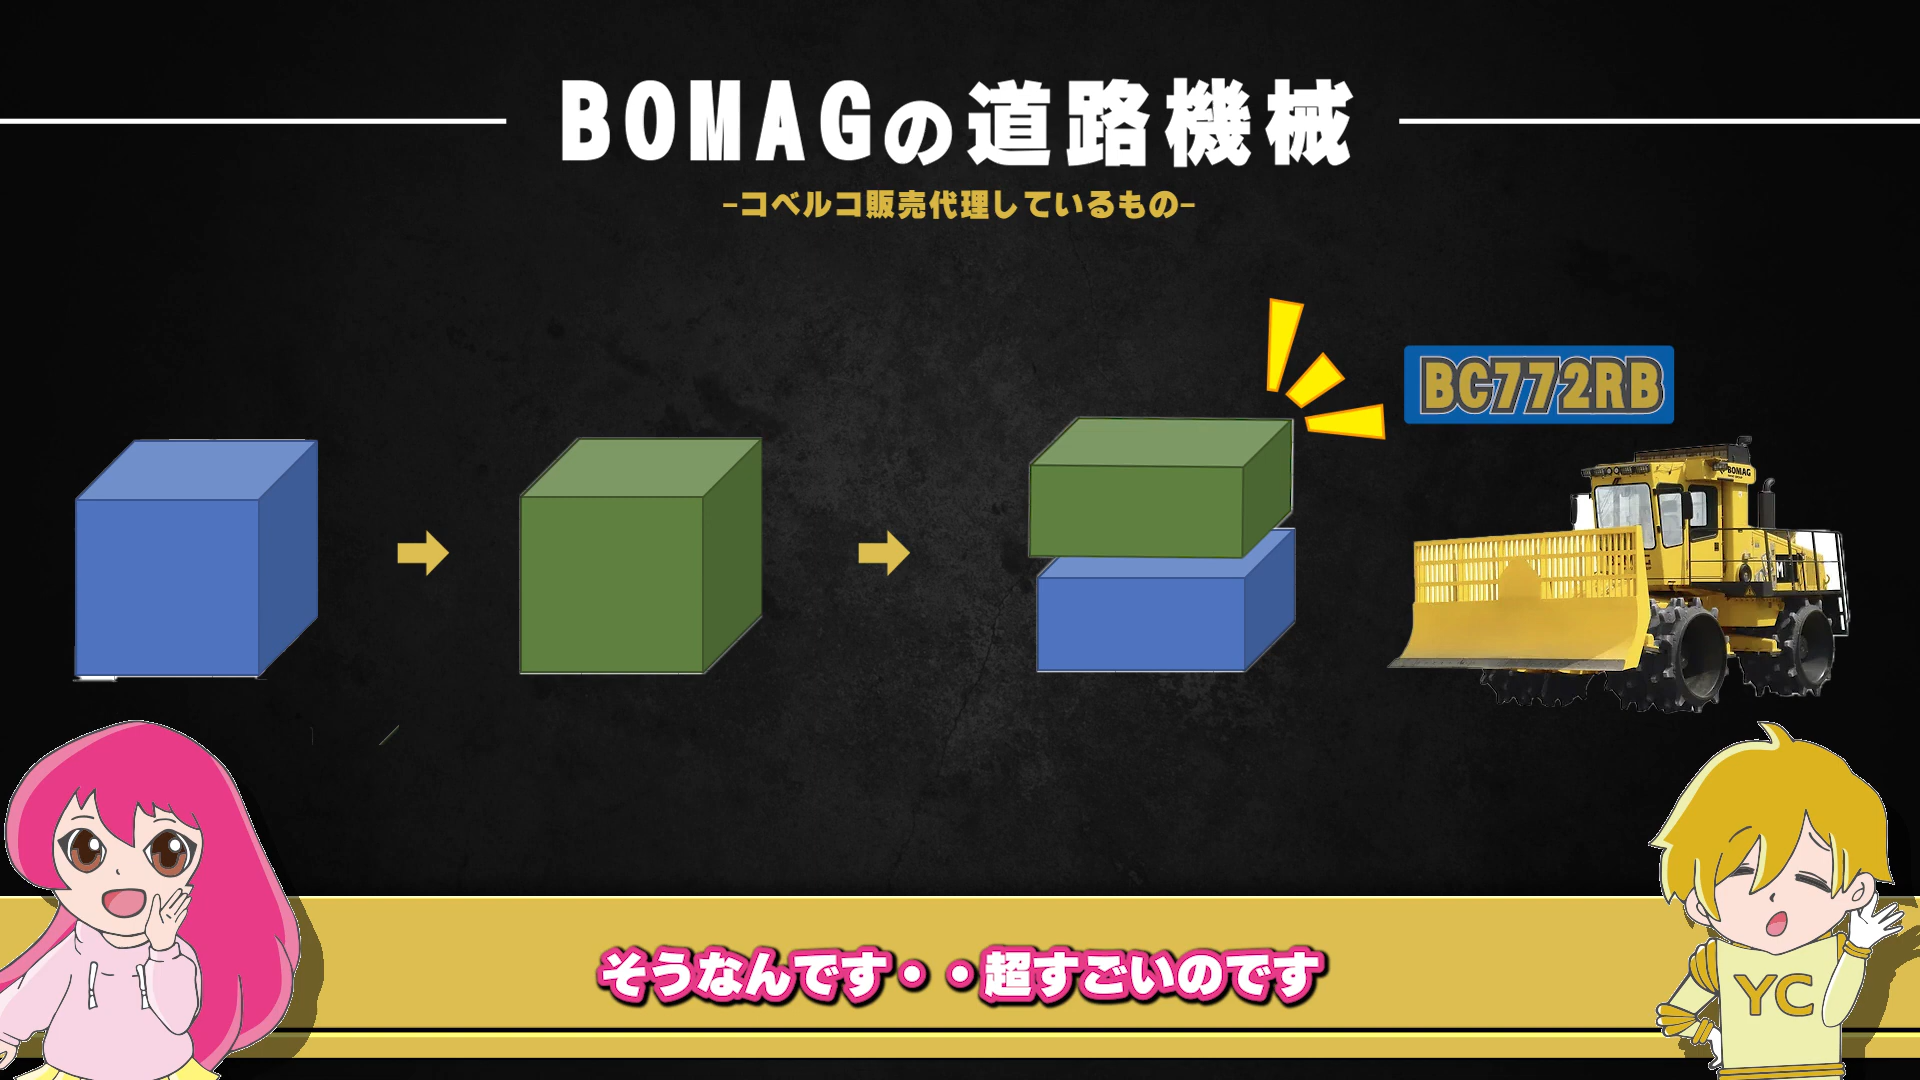 BOMAGの道路機械
−コベルコ販売代理しているもの−
BC772RB
BOMAG
そうなんです・・超すごいのです
YC